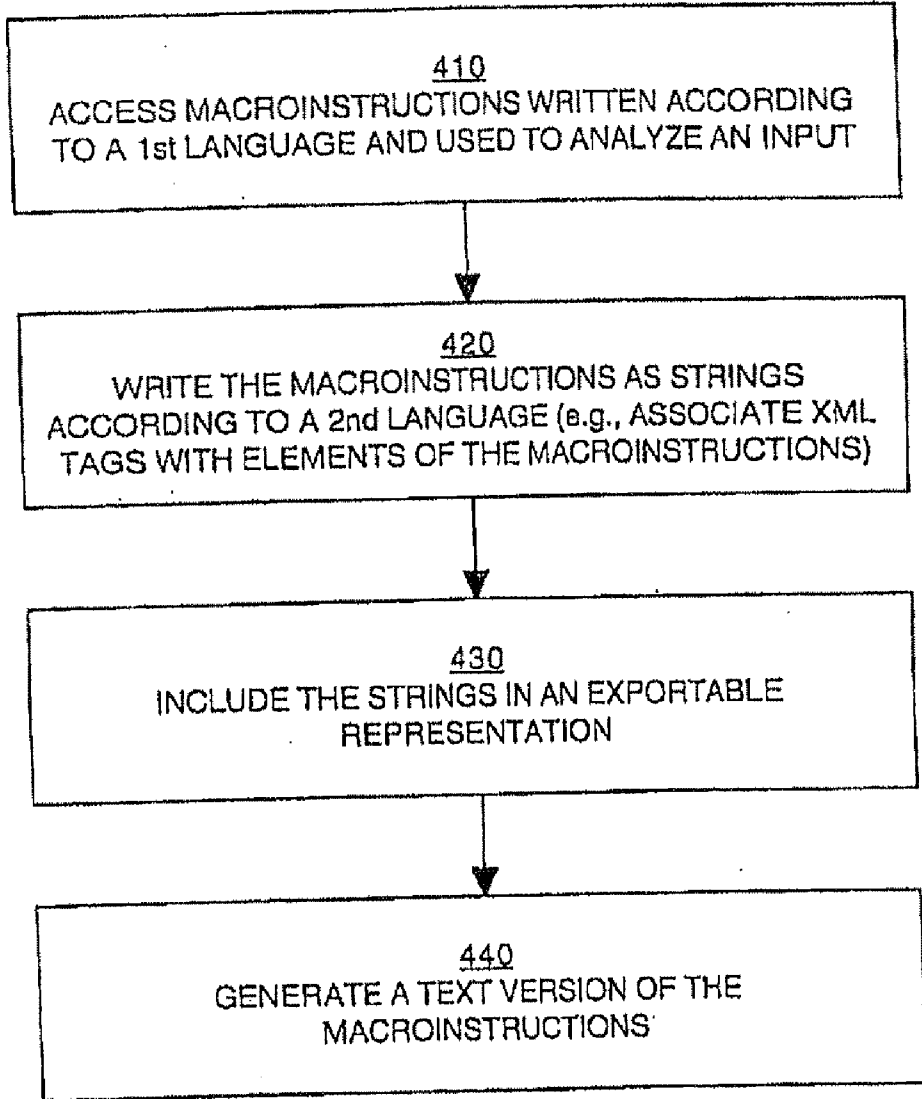 410
ACCESS MACROINSTRUCTIONS WRITTEN ACCORDING
TO A 1st LANGUAGE AND USED TO ANALYZE AN INPUT
420
WRITE THE MACROINSTRUCTIONS AS STRINGS
ACCORDING TO A 2nd LANGUAGE (e.g., ASSOCIATE XML
TAGS WITH ELEMENTS OF THE MACROINSTRUCTIONS)
430
INCLUDE THE STRINGS IN AN EXPORTABLE
REPRESENTATION
440
GENERATE A TEXT VERSION OF THE
MACROINSTRUCTIONS